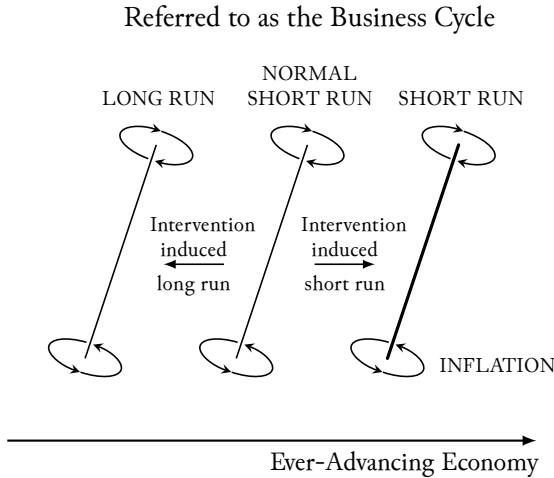 Referred to as the Business Cycle
LONG RUN
NORMAL
SHORT RUN
SHORT RUN
Intervention
induced
long run
Intervention
induced
short run
INFLATION
Ever-Advancing Economy